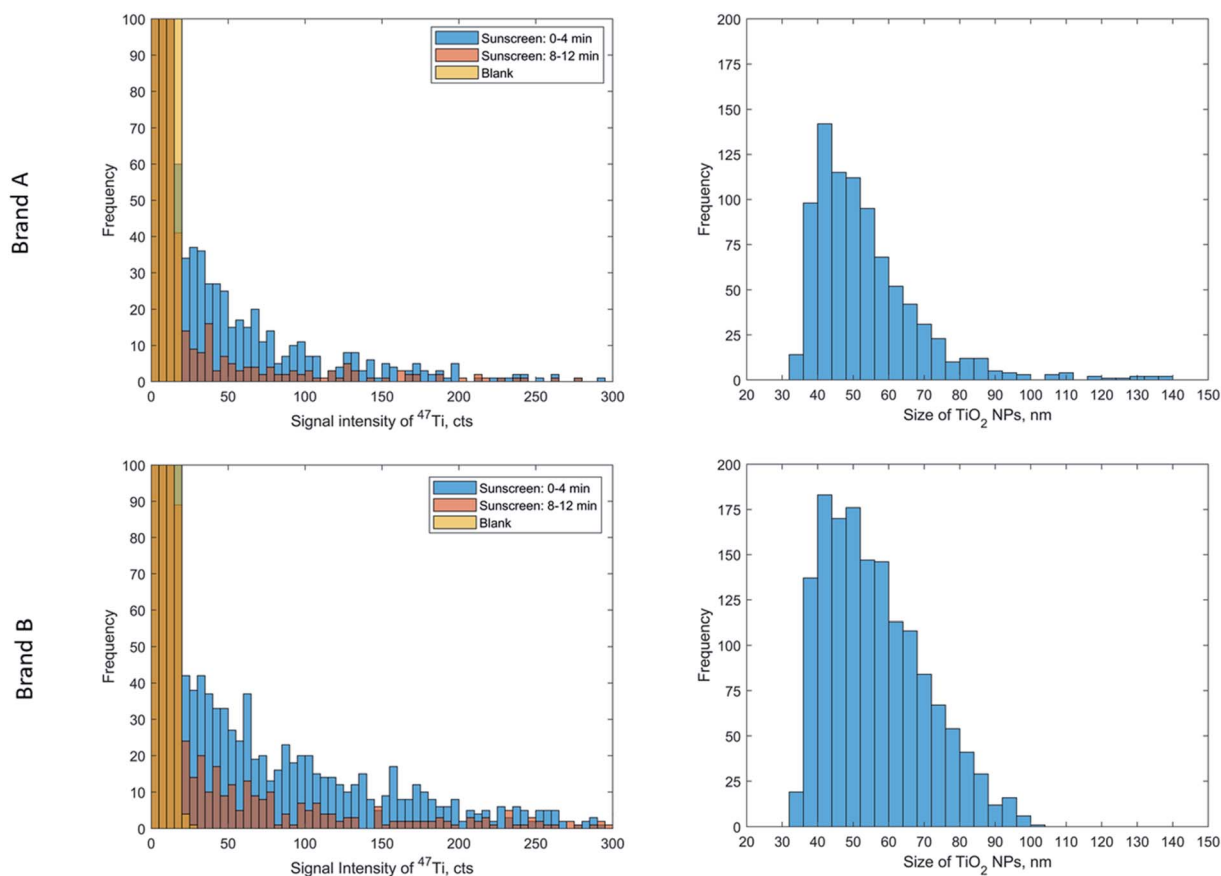 Brand A
100
90
80
70
60
50
40
30
20
10
0
Frequency
Sunscreen: 0-4 min
Sunscreen: 8-12 min
Blank
0 50 100 150 200 250 300
Signal intensity of ⁴⁷Ti, cts
200
175
150
125
100
75
50
25
0
Frequency
20 30 40 50 60 70 80 90 100 110 120 130 140 150
Size of TiO₂ NPs, nm
Brand B
100
90
80
70
60
50
40
30
20
10
0
Frequency
Sunscreen: 0-4 min
Sunscreen: 8-12 min
Blank
0 50 100 150 200 250 300
Signal Intensity of ⁴⁷Ti, cts
200
175
150
125
100
75
50
25
0
Frequency
20 30 40 50 60 70 80 90 100 110 120 130 140 150
Size of TiO₂ NPs, nm